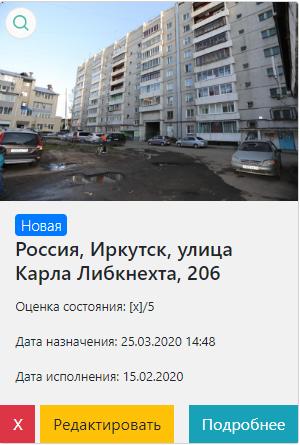 Новая
Россия, Иркутск, улица
Карла Либкнехта, 206
Оценка состояния: [x]/5
Дата назначения: 25.03.2020 14:48
Дата исполнения: 15.02.2020
X Редактировать Подробнее